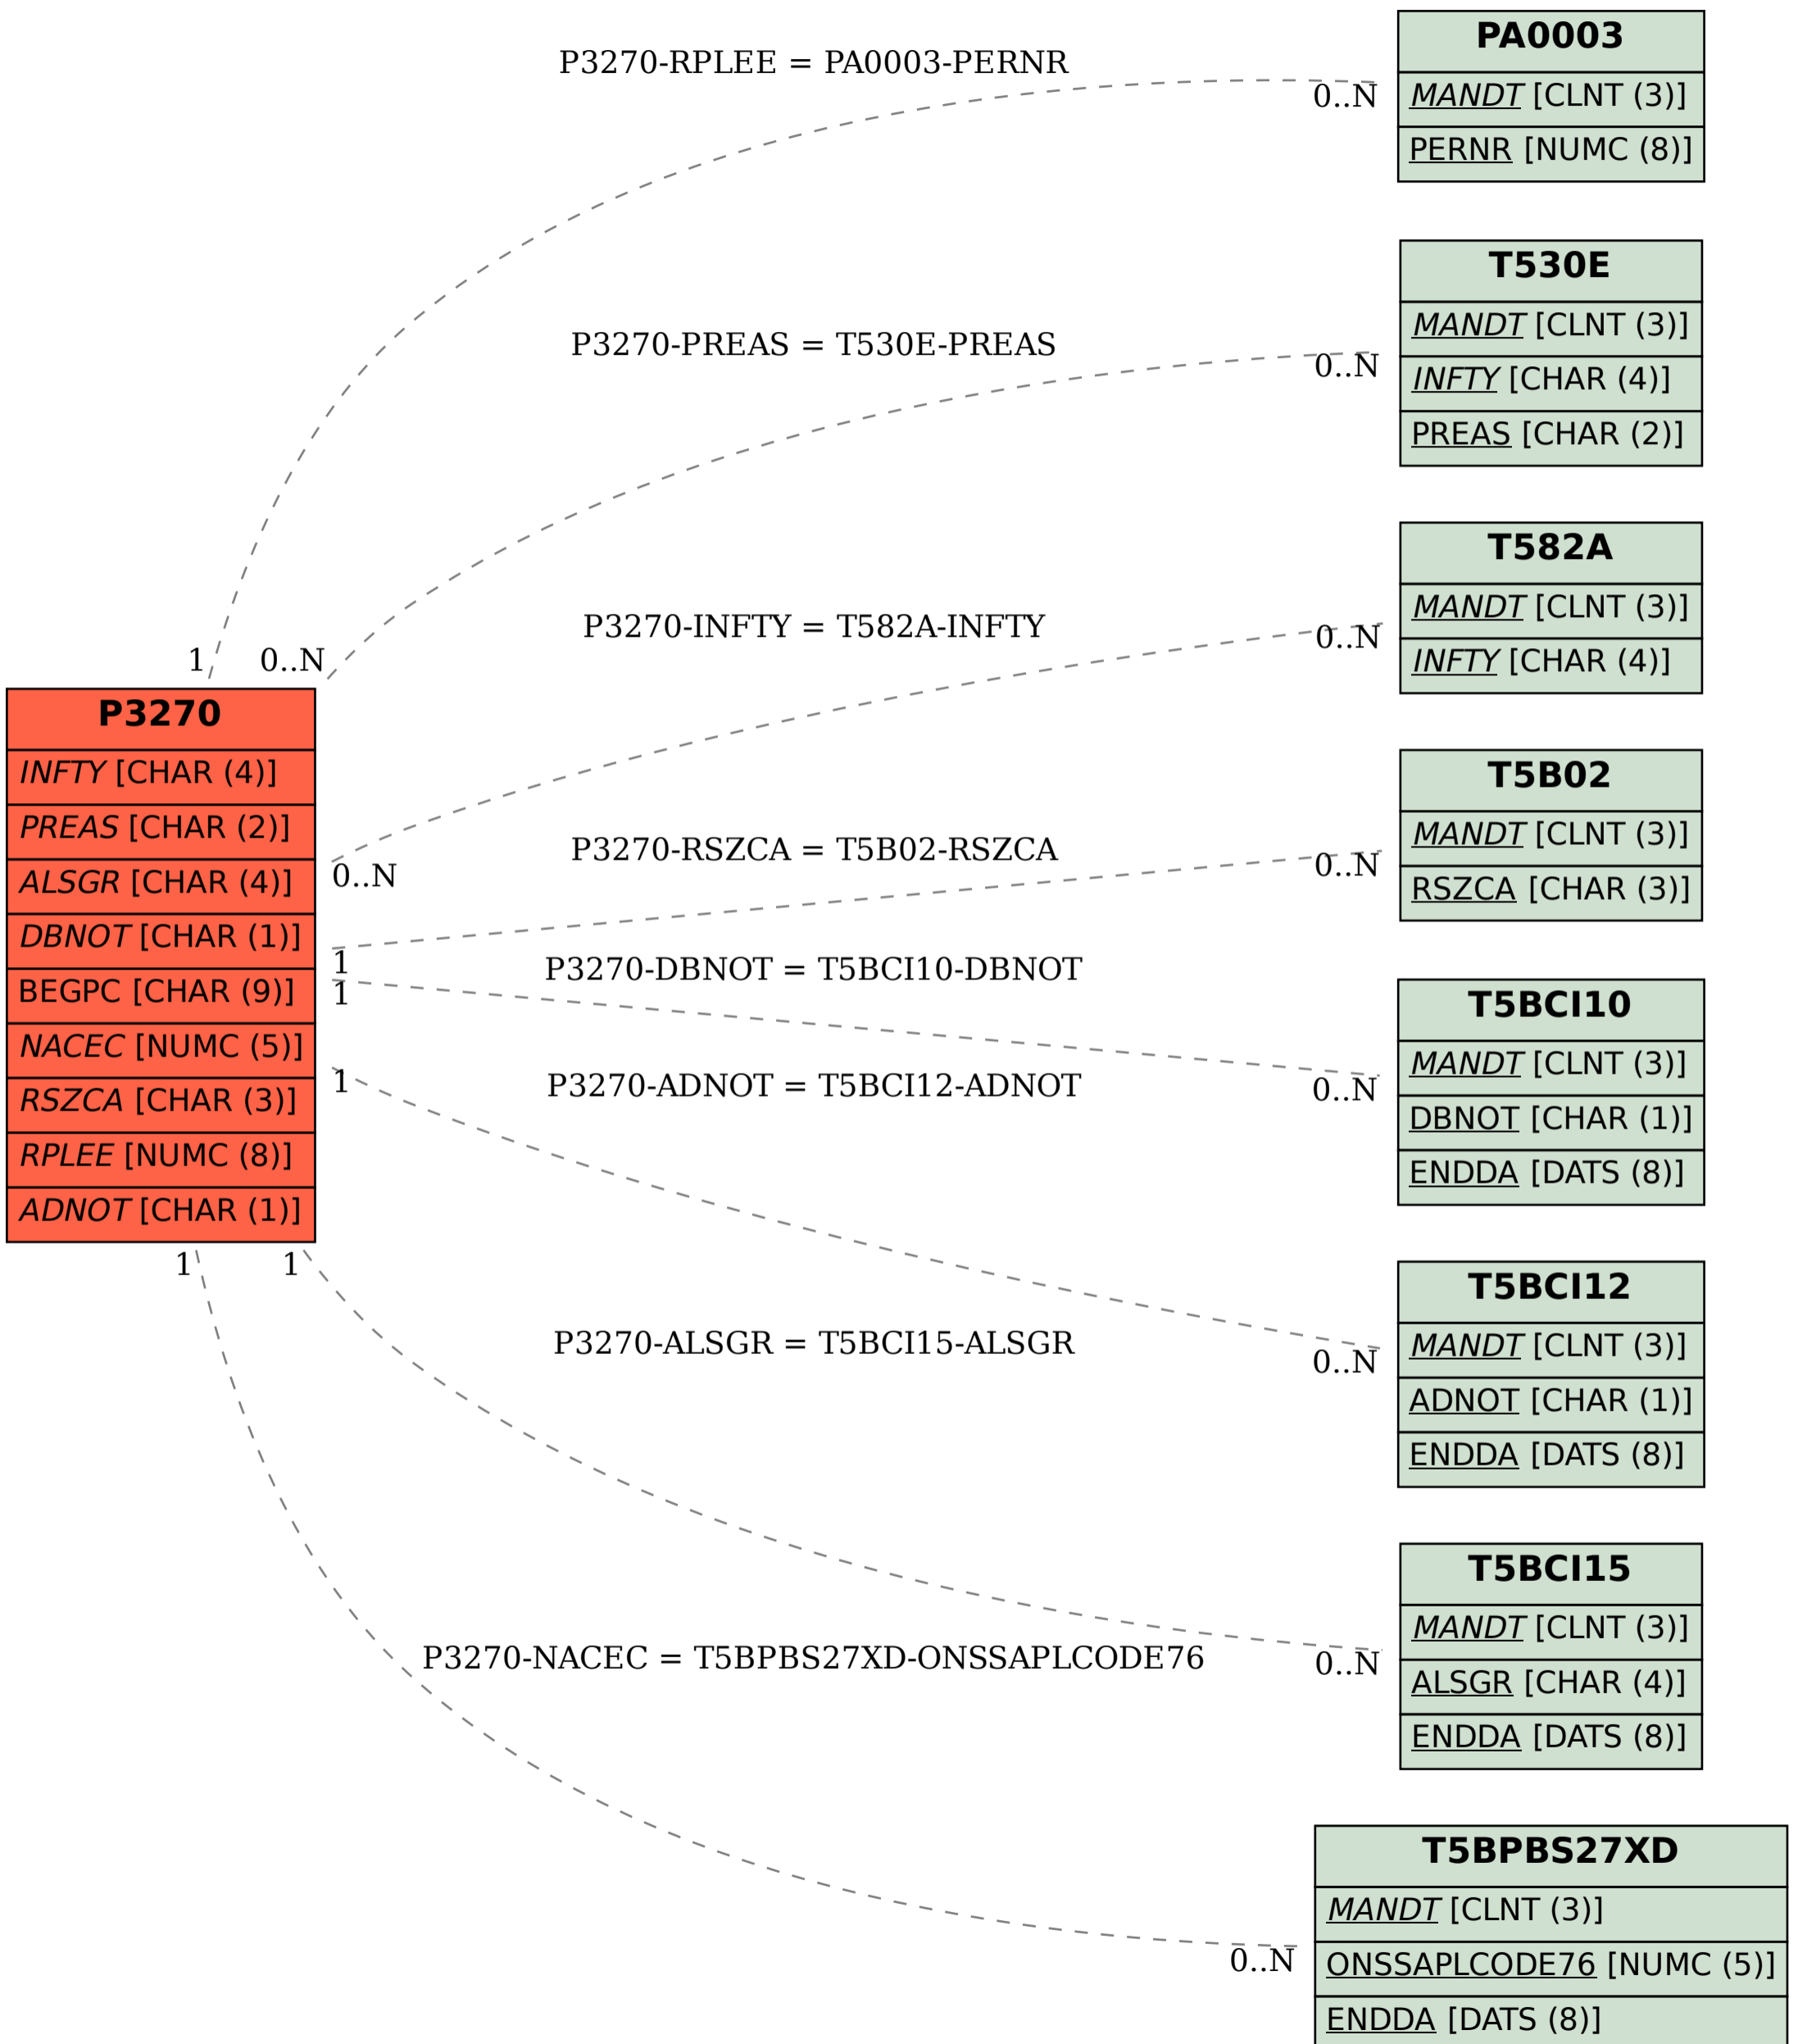 PA0003
MANDT [CLNT (3)]
PERNR [NUMC (8)]
P3270-RPLEE = PA0003-PERNR
0..N
1
T530E
MANDT [CLNT (3)]
INFTY [CHAR (4)]
PREAS [CHAR (2)]
P3270-PREAS = T530E-PREAS
0..N
0..N
T582A
MANDT [CLNT (3)]
INFTY [CHAR (4)]
P3270-INFTY = T582A-INFTY
0..N
0..N
P3270
INFTY [CHAR (4)]
PREAS [CHAR (2)]
ALSGR [CHAR (4)]
DBNOT [CHAR (1)]
BEGPC [CHAR (9)]
NACEC [NUMC (5)]
RSZCA [CHAR (3)]
RPLEE [NUMC (8)]
ADNOT [CHAR (1)]
T5B02
MANDT [CLNT (3)]
RSZCA [CHAR (3)]
P3270-RSZCA = T5B02-RSZCA
0..N
1
T5BCI10
MANDT [CLNT (3)]
DBNOT [CHAR (1)]
ENDDA [DATS (8)]
P3270-DBNOT = T5BCI10-DBNOT
1
0..N
T5BCI12
MANDT [CLNT (3)]
ADNOT [CHAR (1)]
ENDDA [DATS (8)]
P3270-ADNOT = T5BCI12-ADNOT
1
0..N
T5BCI15
MANDT [CLNT (3)]
ALSGR [CHAR (4)]
ENDDA [DATS (8)]
P3270-ALSGR = T5BCI15-ALSGR
1
0..N
T5BPBS27XD
MANDT [CLNT (3)]
ONSSAPLCODE76 [NUMC (5)]
ENDDA [DATS (8)]
P3270-NACEC = T5BPBS27XD-ONSSAPLCODE76
1
0..N